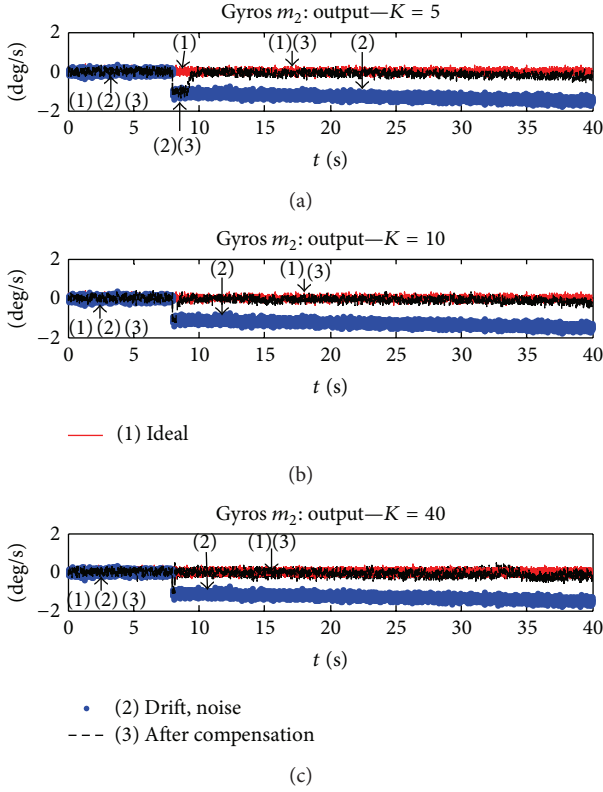 Gyros m₂: output—K = 5
(deg/s)
2
0
−2
(1)
(1)(3)
(2)
(1) (2) (3)
(2)(3)
0 5 10 15 20 25 30 35 40
t (s)
(a)
Gyros m₂: output—K = 10
(deg/s)
2
0
−2
(2)
(1)(3)
(1) (2) (3)
0 5 10 15 20 25 30 35 40
t (s)
(1) Ideal
(b)
Gyros m₂: output—K = 40
(deg/s)
2
0
−2
(2)
(1)(3)
(1) (2) (3)
0 5 10 15 20 25 30 35 40
t (s)
(2) Drift, noise
(3) After compensation
(c)